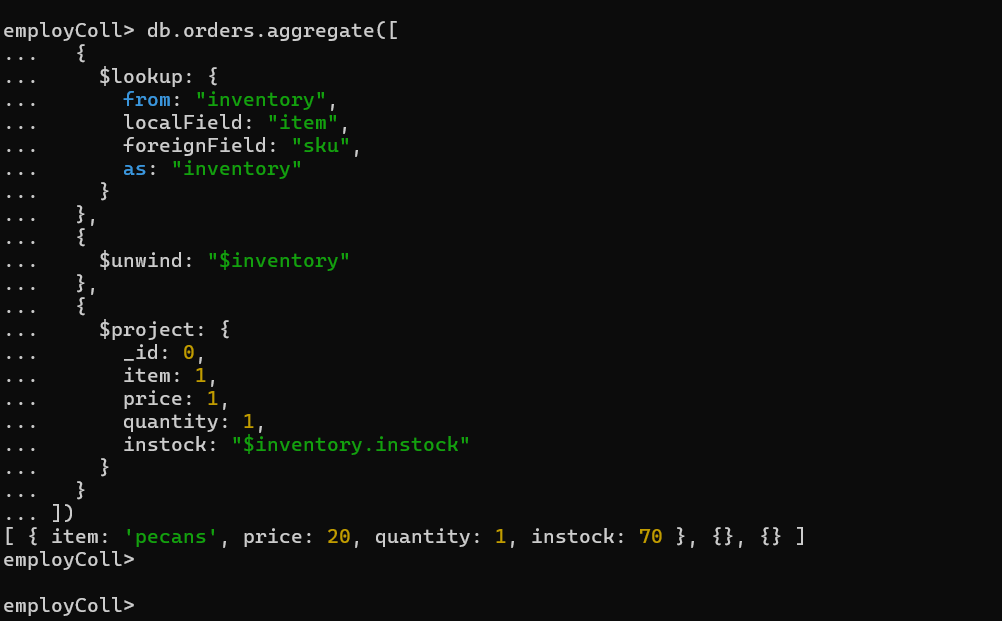 employColl> db.orders.aggregate([
...   {
...     $lookup: {
...       from: "inventory",
...       localField: "item",
...       foreignField: "sku",
...       as: "inventory"
...     }
...   },
...   {
...     $unwind: "$inventory"
...   },
...   {
...     $project: {
...       _id: 0,
...       item: 1,
...       price: 1,
...       quantity: 1,
...       instock: "$inventory.instock"
...     }
...   }
... ])
[ { item: 'pecans', price: 20, quantity: 1, instock: 70 }, {}, {} ]
employColl>
employColl>